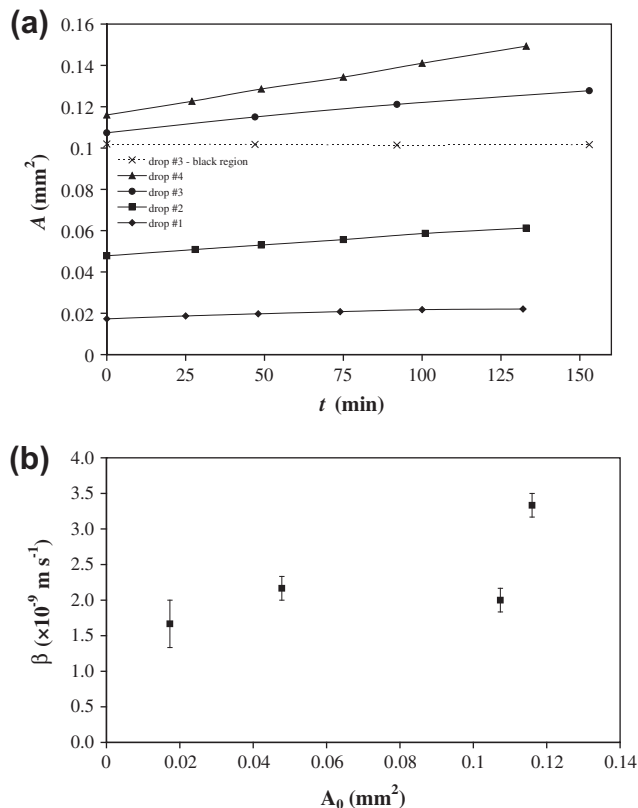 (a)
0.16
0.14
0.12
0.1
0.08
0.06
0.04
0.02
0
A (mm²)
drop #3 - black region
drop #4
drop #3
drop #2
drop #1
0 25 50 75 100 125 150
t (min)
(b)
4.0
3.5
3.0
2.5
2.0
1.5
1.0
0.5
0.0
β (×10⁻⁹ m s⁻¹)
0 0.02 0.04 0.06 0.08 0.1 0.12 0.14
A₀ (mm²)